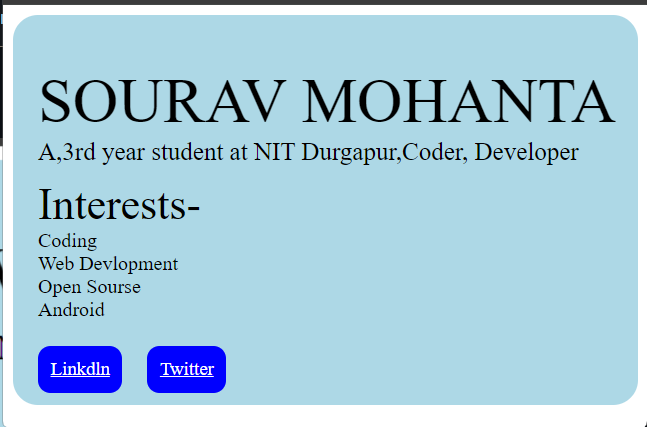 SOURAV MOHANTA
A,3rd year student at NIT Durgapur,Coder, Developer
Interests-
Coding
Web Devlopment
Open Sourse
Android
Linkdln Twitter